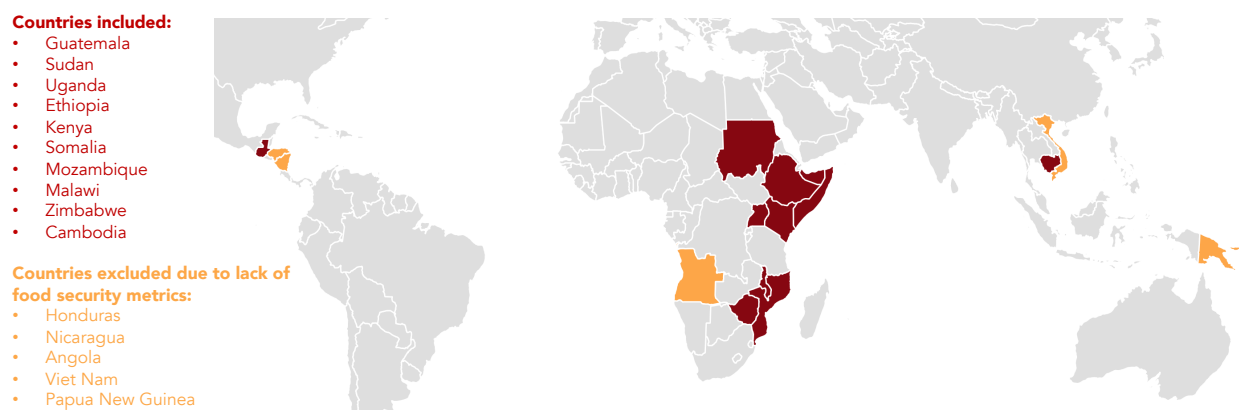 Countries included:
• Guatemala
• Sudan
• Uganda
• Ethiopia
• Kenya
• Somalia
• Mozambique
• Malawi
• Zimbabwe
• Cambodia
Countries excluded due to lack of
food security metrics:
• Honduras
• Nicaragua
• Angola
• Viet Nam
• Papua New Guinea